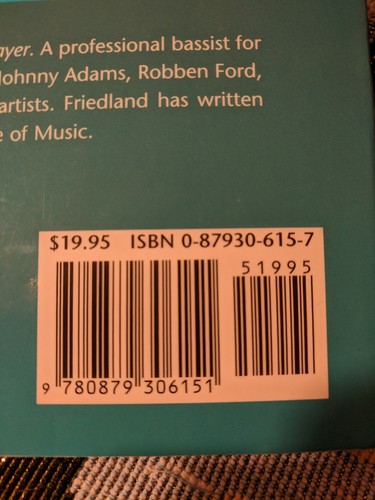 ayer. A professional bassist for
Johnny Adams, Robben Ford,
artists. Friedland has written
e of Music.
$19.95 ISBN 0-87930-615-7
51995
9 780879 306151